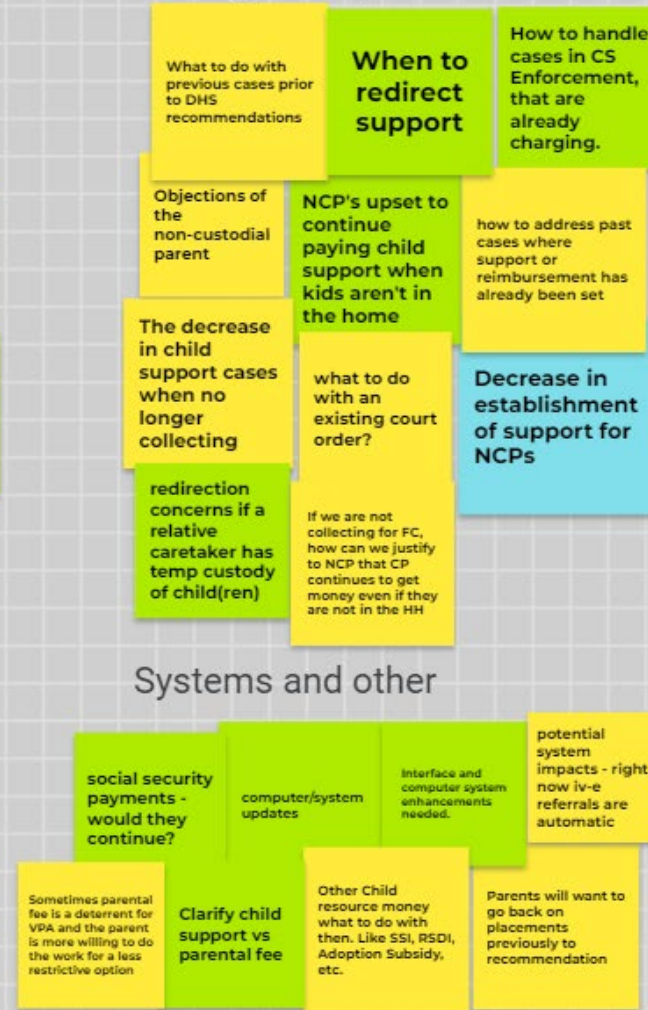 What to do with
previous cases prior
to DHS
recommendations
When to
redirect
support
How to handle
cases in CS
Enforcement,
that are
already
charging.
Objections of
the
non-custodial
parent
NCP's upset to
continue
paying child
support when
kids aren't in
the home
how to address past
cases where
support or
reimbursement has
already been set
The decrease
in child
support cases
when no
longer
collecting
what to do
with an
existing court
order?
Decrease in
establishment
of support for
NCPs
redirection
concerns if a
relative
caretaker has
temp custody
of child(ren)
If we are not
collecting for FC,
how can we justify
to NCP that CP
continues to get
money even if they
are not in the HH
Systems and other
social security
payments -
would they
continue?
computer/system
updates
Interface and
computer system
enhancements
needed.
potential
system
impacts - right
now iv-e
referrals are
automatic
Sometimes parental
fee is a deterrent for
VPA and the parent
is more willing to do
the work for a less
restrictive option
Clarify child
support vs
parental fee
Other Child
resource money
what to do with
then. Like SSI, RSDI,
Adoption Subsidy,
etc.
Parents will want to
go back on
placements
previously to
recommendation